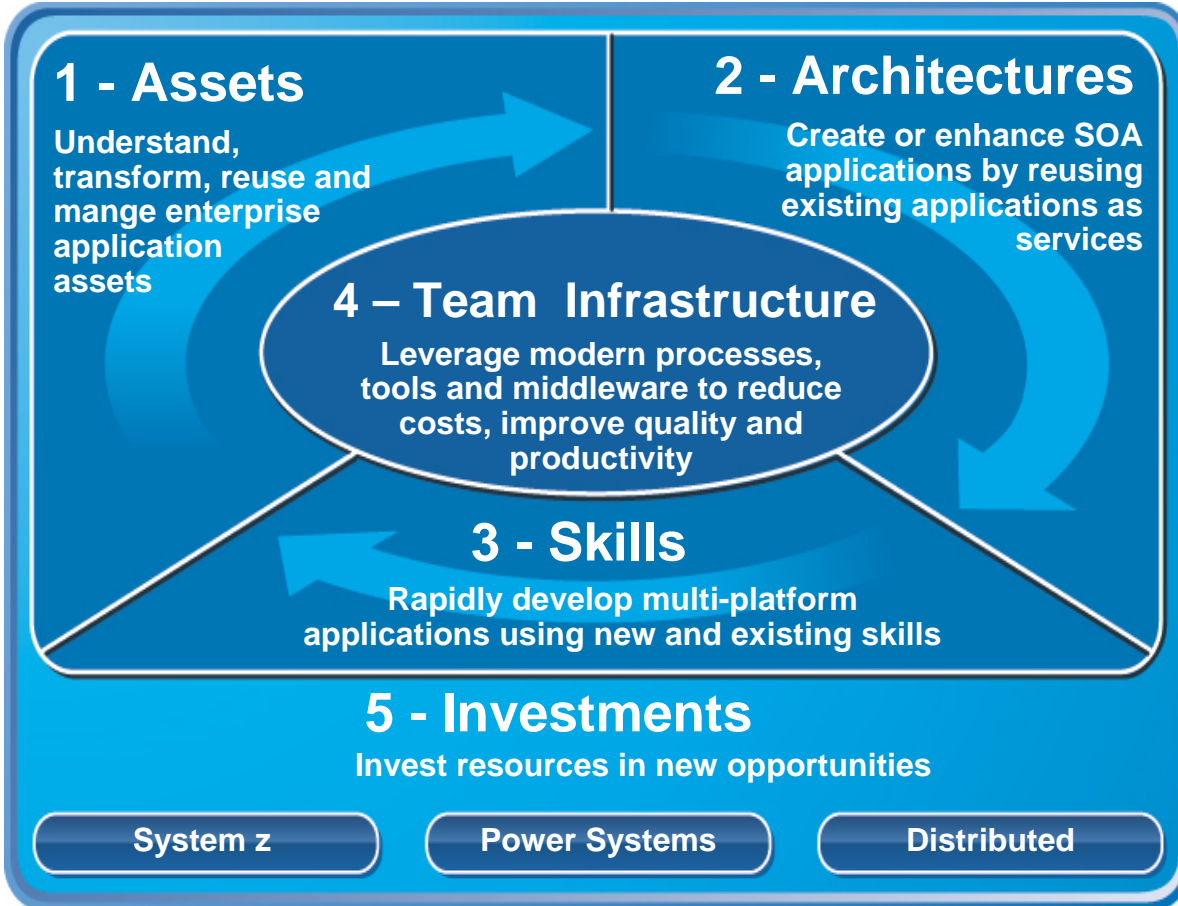 1 - Assets
Understand,
transform, reuse and
mange enterprise
application
assets
2 - Architectures
Create or enhance SOA
applications by reusing
existing applications as
services
4 – Team Infrastructure
Leverage modern processes,
tools and middleware to reduce
costs, improve quality and
productivity
3 - Skills
Rapidly develop multi-platform
applications using new and existing skills
5 - Investments
Invest resources in new opportunities
System z
Power Systems
Distributed